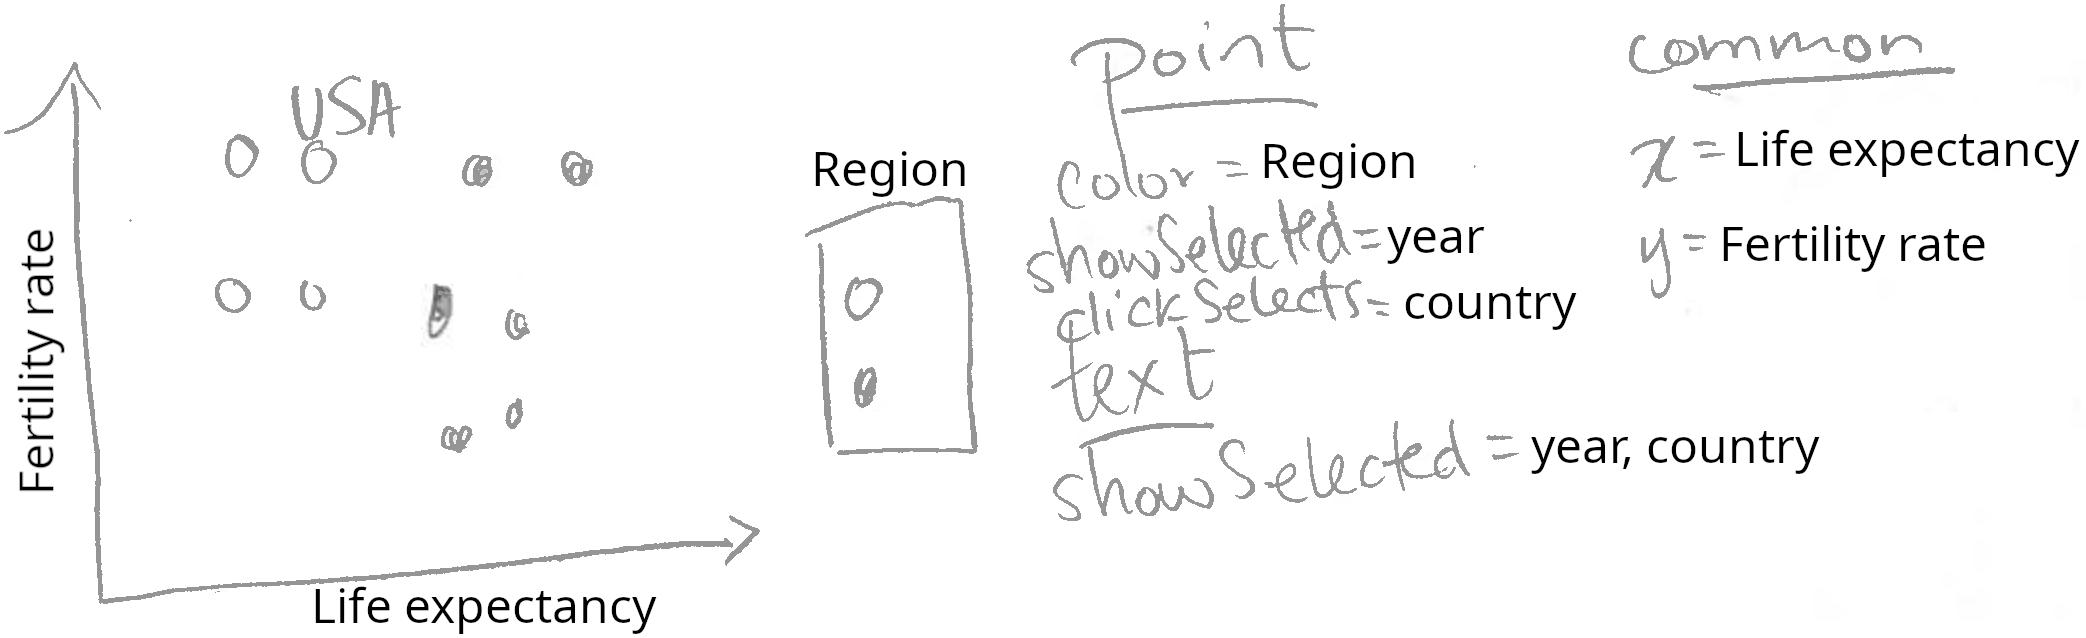 USA
Fertility rate
Life expectancy
Region
point
color = Region
showSelected = year
clickSelects = country
text
showSelected = year, country
common
x = Life expectancy
y = Fertility rate